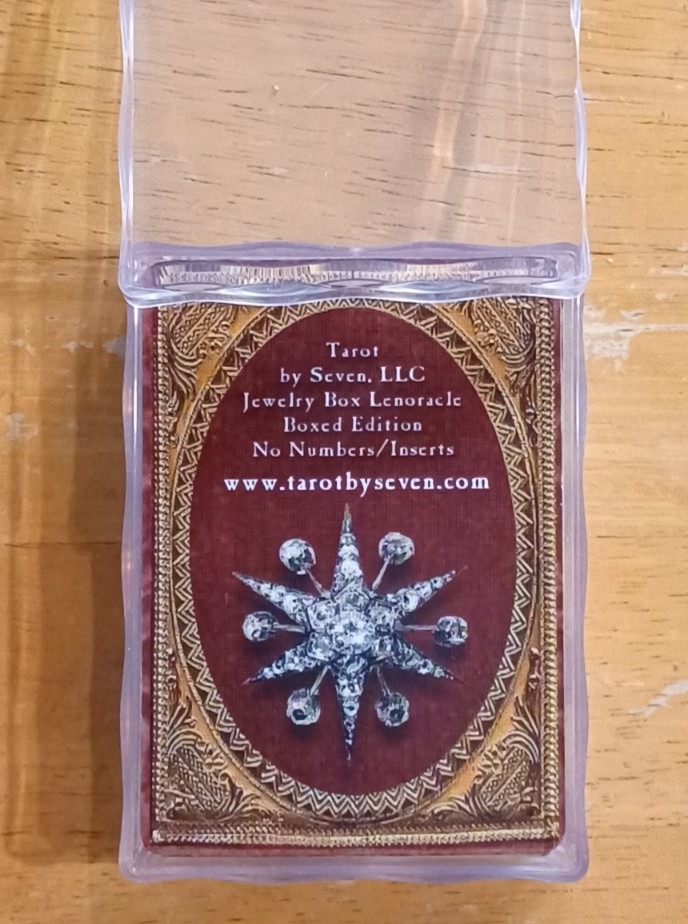 Tarot
by Seven, LLC
Jewelry Box Lenoracle
Boxed Edition
No Numbers/Inserts
www.tarotbyseven.com